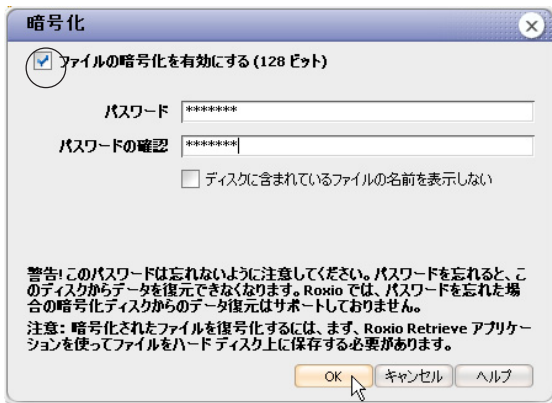 暗号化
ファイルの暗号化を有効にする (128 ビット)
パスワード *******
パスワードの確認 *******
ディスクに含まれているファイルの名前を表示しない
警告! このパスワードは忘れないように注意してください。パスワードを忘れると、こ
のディスクからデータを復元できなくなります。Roxio では、パスワードを忘れた場
合の暗号化ディスクからのデータ復元はサポートしておりません。
注意： 暗号化されたファイルを復号化するには、まず、Roxio Retrieve アプリケー
ションを使ってファイルをハード ディスク上に保存する必要があります。
OK キャンセル ヘルプ